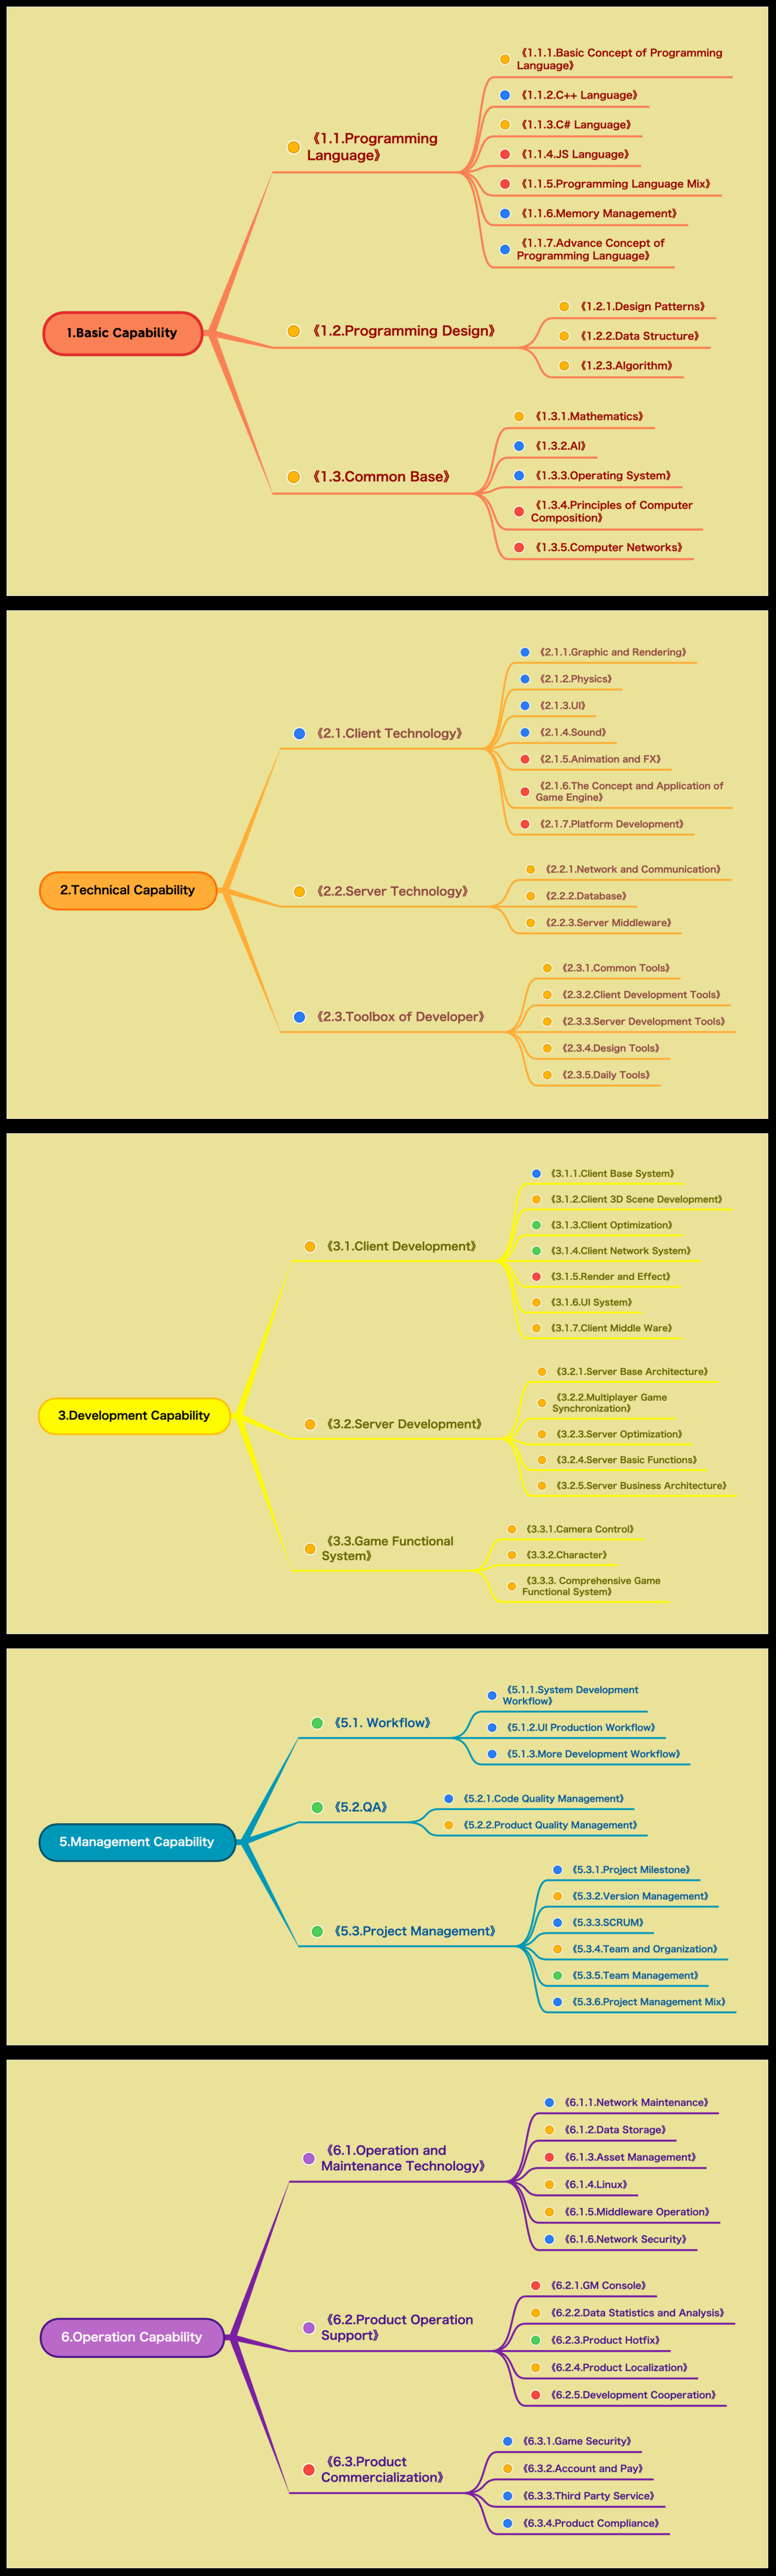 《1.1.1.Basic Concept of Programming
Language》
《1.1.2.C++ Language》
《1.1.3.C# Language》
《1.1.Programming
Language》
《1.1.4.JS Language》
《1.1.5.Programming Language Mix》
《1.1.6.Memory Management》
《1.1.7.Advance Concept of
Programming Language》
1.Basic Capability
《1.2.Programming Design》
《1.2.1.Design Patterns》
《1.2.2.Data Structure》
《1.2.3.Algorithm》
《1.3.Common Base》
《1.3.1.Mathematics》
《1.3.2.AI》
《1.3.3.Operating System》
《1.3.4.Principles of Computer
Composition》
《1.3.5.Computer Networks》
《2.1.Client Technology》
《2.1.1.Graphic and Rendering》
《2.1.2.Physics》
《2.1.3.UI》
《2.1.4.Sound》
《2.1.5.Animation and FX》
《2.1.6.The Concept and Application of
Game Engine》
《2.1.7.Platform Development》
2.Technical Capability
《2.2.Server Technology》
《2.2.1.Network and Communication》
《2.2.2.Database》
《2.2.3.Server Middleware》
《2.3.Toolbox of Developer》
《2.3.1.Common Tools》
《2.3.2.Client Development Tools》
《2.3.3.Server Development Tools》
《2.3.4.Design Tools》
《2.3.5.Daily Tools》
《3.1.Client Development》
《3.1.1.Client Base System》
《3.1.2.Client 3D Scene Development》
《3.1.3.Client Optimization》
《3.1.4.Client Network System》
《3.1.5.Render and Effect》
《3.1.6.UI System》
《3.1.7.Client Middle Ware》
3.Development Capability
《3.2.Server Development》
《3.2.1.Server Base Architecture》
《3.2.2.Multiplayer Game
Synchronization》
《3.2.3.Server Optimization》
《3.2.4.Server Basic Functions》
《3.2.5.Server Business Architecture》
《3.3.Game Functional
System》
《3.3.1.Camera Control》
《3.3.2.Character》
《3.3.3. Comprehensive Game
Functional System》
《5.1. Workflow》
《5.1.1.System Development
Workflow》
《5.1.2.UI Production Workflow》
《5.1.3.More Development Workflow》
《5.2.QA》
《5.2.1.Code Quality Management》
《5.2.2.Product Quality Management》
5.Management Capability
《5.3.Project Management》
《5.3.1.Project Milestone》
《5.3.2.Version Management》
《5.3.3.SCRUM》
《5.3.4.Team and Organization》
《5.3.5.Team Management》
《5.3.6.Project Management Mix》
《6.1.Operation and
Maintenance Technology》
《6.1.1.Network Maintenance》
《6.1.2.Data Storage》
《6.1.3.Asset Management》
《6.1.4.Linux》
《6.1.5.Middleware Operation》
《6.1.6.Network Security》
6.Operation Capability
《6.2.Product Operation
Support》
《6.2.1.GM Console》
《6.2.2.Data Statistics and Analysis》
《6.2.3.Product Hotfix》
《6.2.4.Product Localization》
《6.2.5.Development Cooperation》
《6.3.Product
Commercialization》
《6.3.1.Game Security》
《6.3.2.Account and Pay》
《6.3.3.Third Party Service》
《6.3.4.Product Compliance》